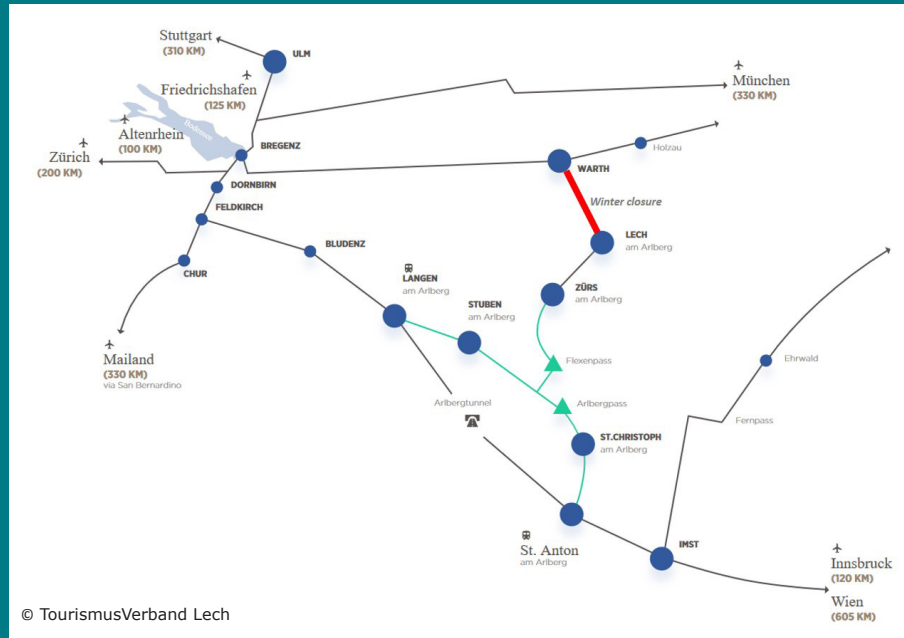 Stuttgart
(310 KM)
ULM
Friedrichshafen
(125 KM)
München
(330 KM)
Bodensee
Altenrhein
(100 KM)
Zürich
(200 KM)
BREGENZ
Holzau
WARTH
DORNBIRN
Winter closure
FELDKIRCH
LECH
am Arlberg
BLUDENZ
CHUR
LANGEN
am Arlberg
ZÜRS
am Arlberg
STUBEN
am Arlberg
Mailand
(330 KM)
via San Bernardino
Flexenpass
Ehrwald
Arlbergtunnel
Arlbergpass
Fernpass
ST.CHRISTOPH
am Arlberg
St. Anton
am Arlberg
IMST
Innsbruck
(120 KM)
Wien
(605 KM)
© TourismusVerband Lech